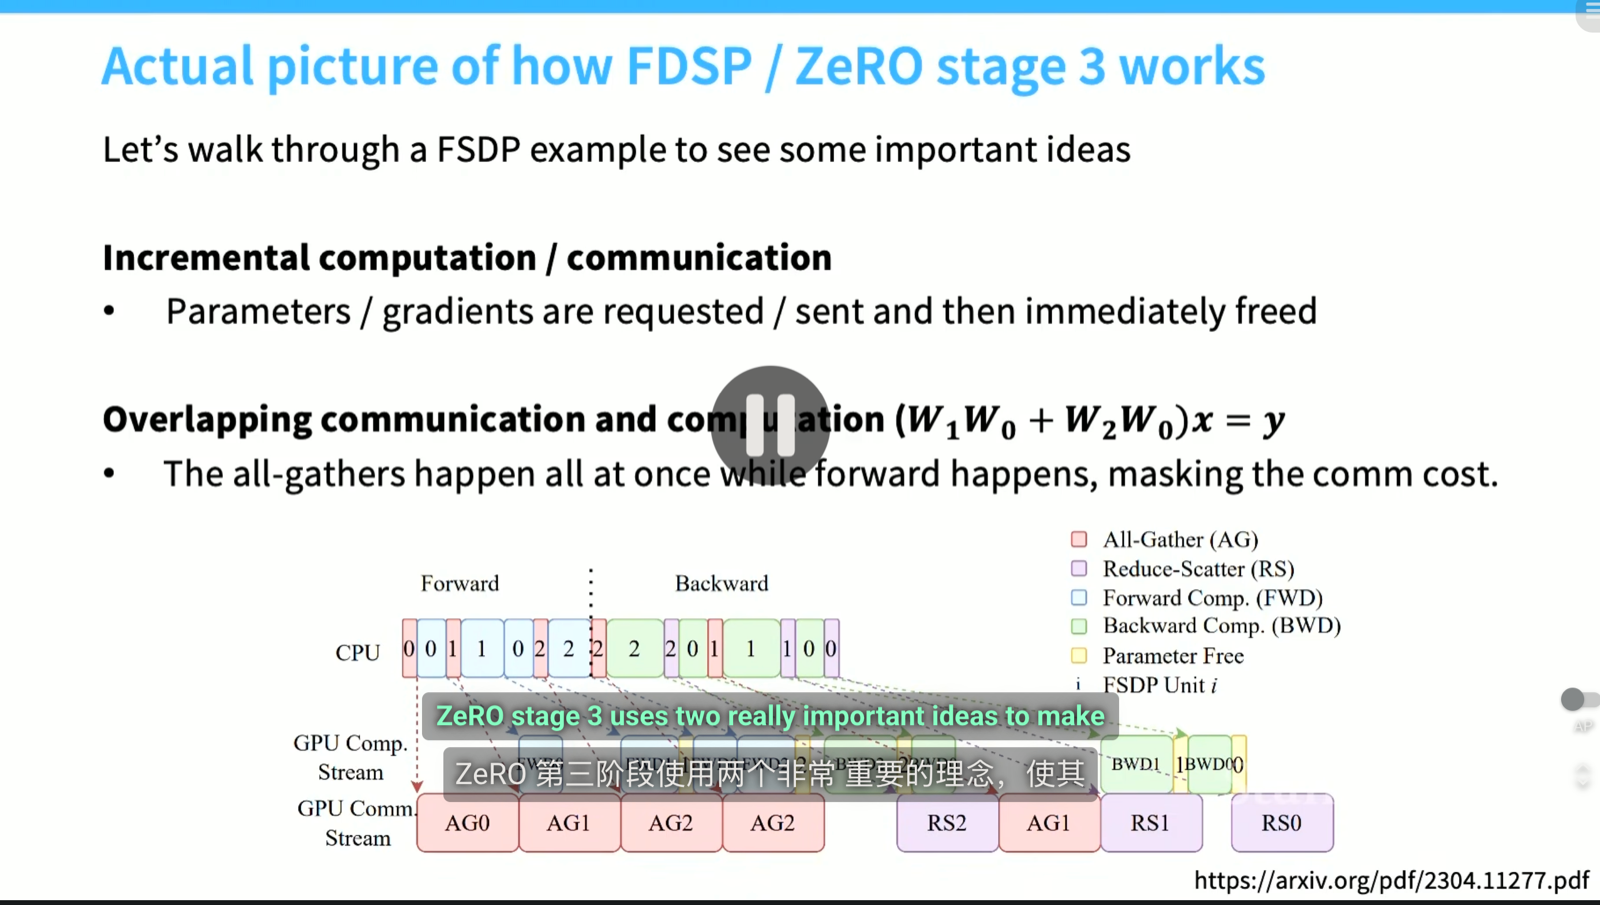 Actual picture of how FDSP / ZeRO stage 3 works
Let's walk through a FSDP example to see some important ideas
Incremental computation / communication
• Parameters / gradients are requested / sent and then immediately freed
Overlapping communication and computation (W₁W₀ + W₂W₀)x = y
• The all-gathers happen all at once while forward happens, masking the comm cost.
All-Gather (AG)
Reduce-Scatter (RS)
Forward Comp. (FWD)
Backward Comp. (BWD)
Parameter Free
i FSDP Unit i
Forward Backward
CPU 0 0 1 1 0 2 2 2 2 2 0 1 1 1 0 0
ZeRO stage 3 uses two really important ideas to make
ZeRO 第三阶段使用两个非常 重要的理念，使其
GPU Comp.
Stream
BWD1 1 BWD0 0
GPU Comm.
Stream
AG0 AG1 AG2 AG2 RS2 AG1 RS1 RS0
https://arxiv.org/pdf/2304.11277.pdf
AP